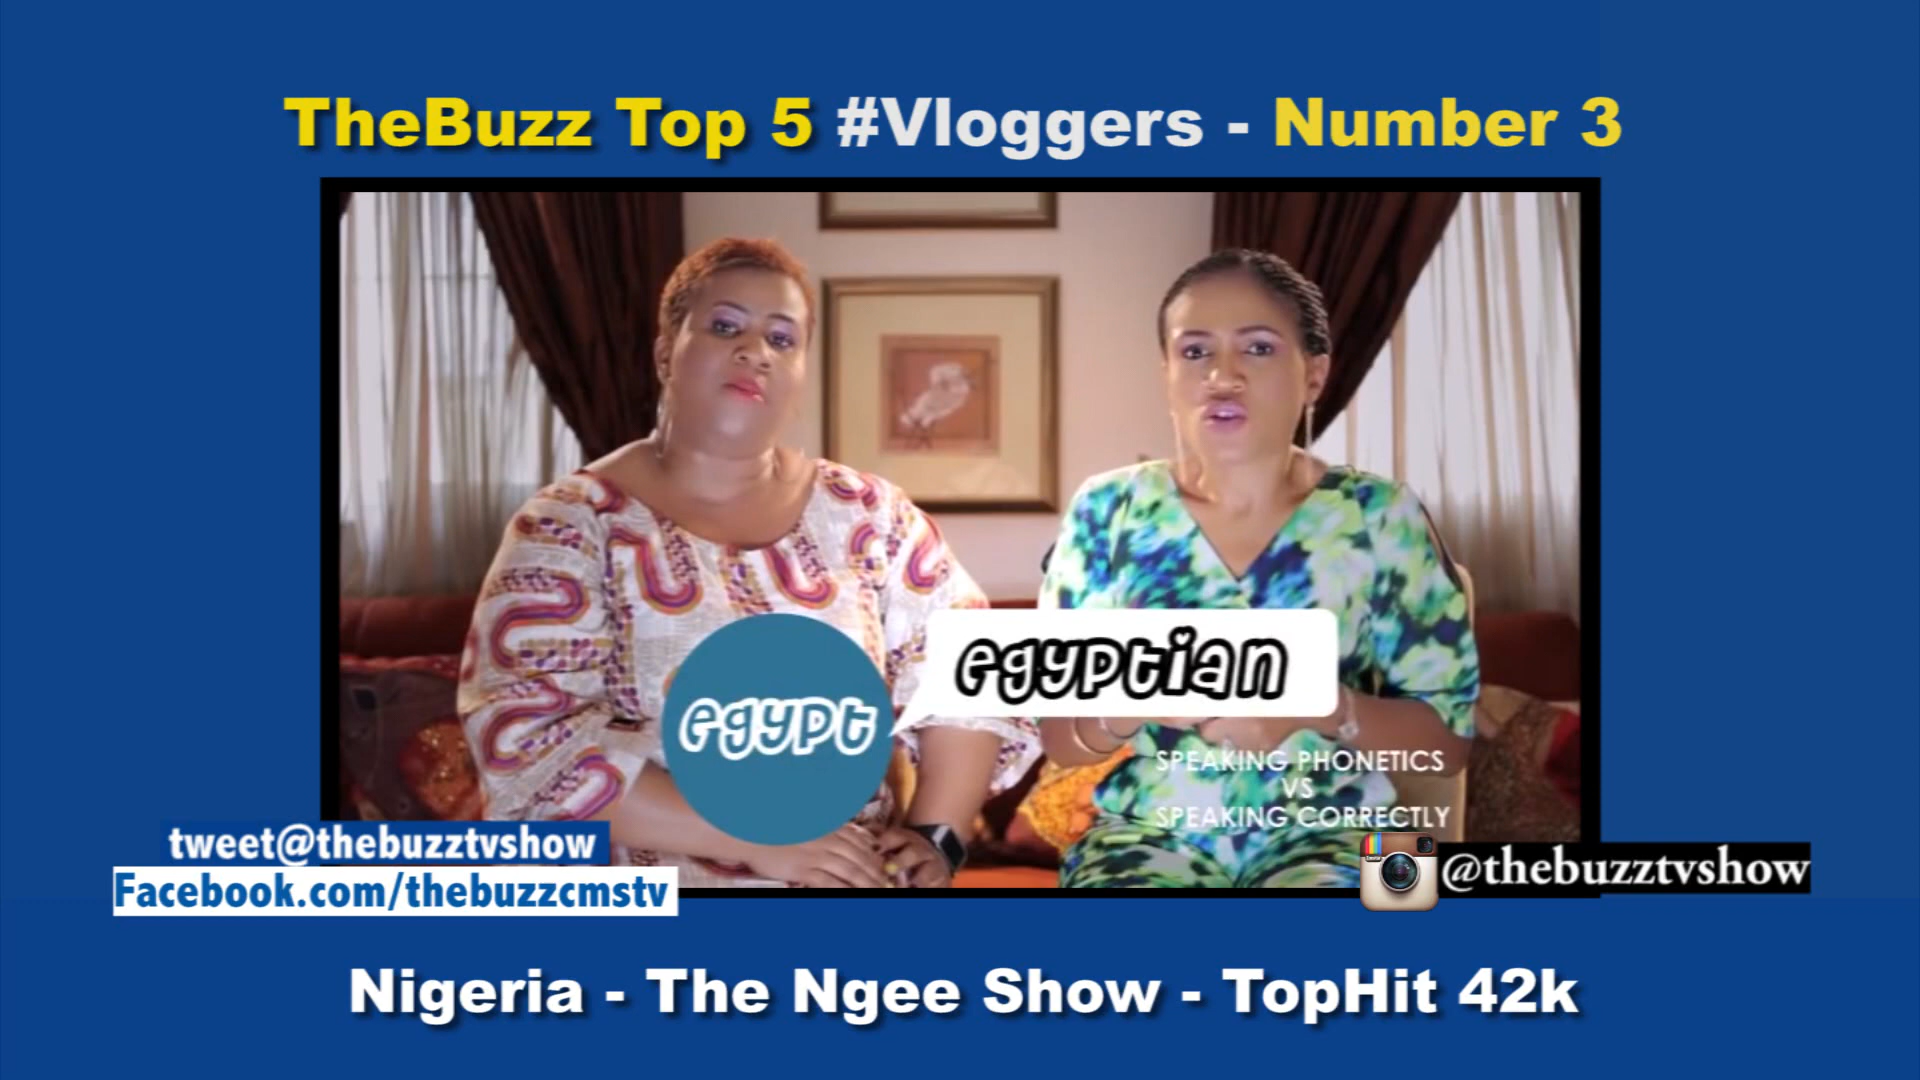 TheBuzz Top 5 #Vloggers - Number 3
egypt
egyptian
SPEAKING PHONETICS
VS
SPEAKING CORRECTLY
tweet@thebuzztvshow
Facebook.com/thebuzzcmstv
@thebuzztvshow
Nigeria - The Ngee Show - TopHit 42k